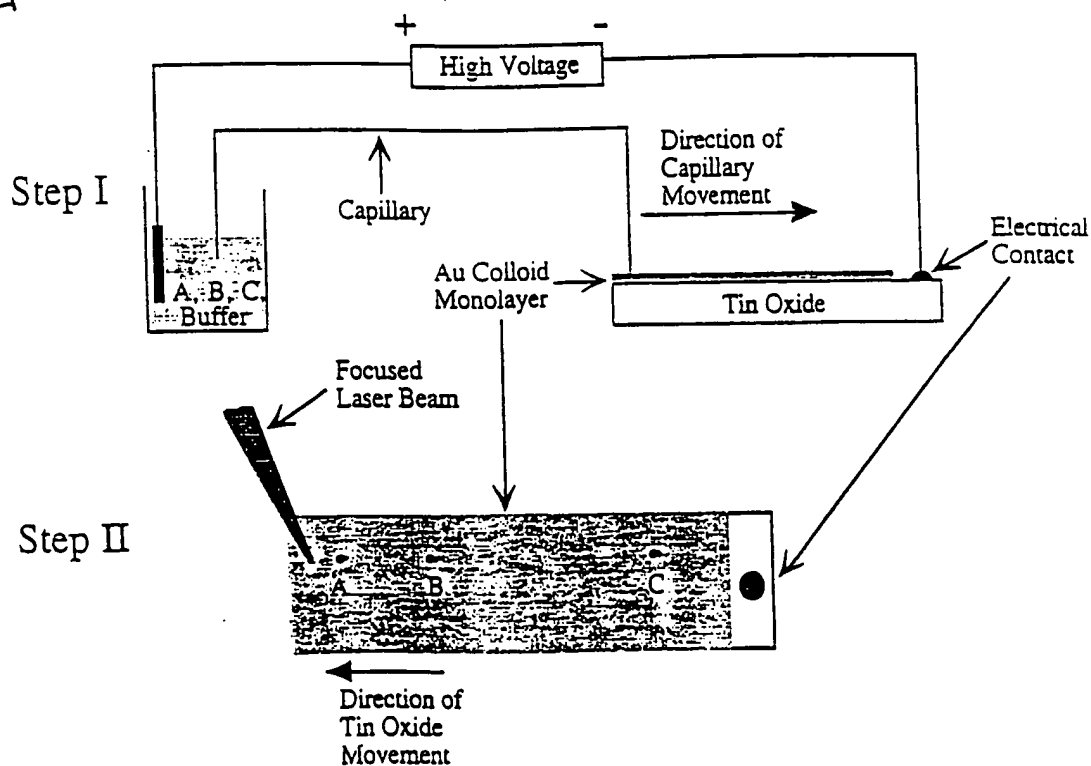 + -
High Voltage
Direction of
Capillary
Movement
Step I
Capillary
Electrical
Contact
Au Colloid
Monolayer
Tin Oxide
A, B, C,
Buffer
Focused
Laser Beam
Step II
A B C
Direction of
Tin Oxide
Movement